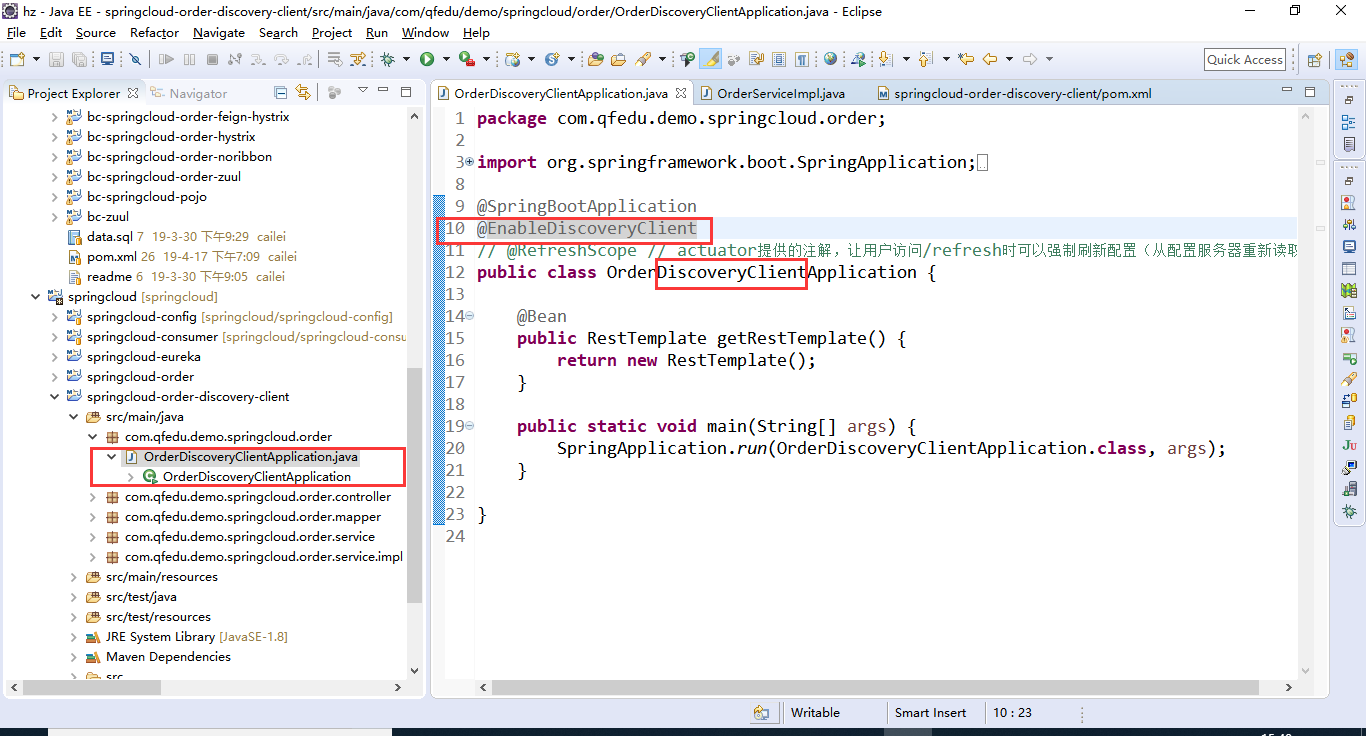 hz - Java EE - springcloud-order-discovery-client/src/main/java/com/qfedu/demo/springcloud/order/OrderDiscoveryClientApplication.java - Eclipse
File Edit Source Refactor Navigate Search Project Run Window Help
Quick Access
Project Explorer
Navigator
bc-springcloud-order-feign-hystrix
bc-springcloud-order-hystrix
bc-springcloud-order-noribbon
bc-springcloud-order-zuul
bc-springcloud-pojo
bc-zuul
data.sql 7 19-3-30 下午9:29 cailei
pom.xml 26 19-4-17 下午7:09 cailei
readme 6 19-3-30 下午9:05 cailei
springcloud [springcloud]
springcloud-config [springcloud/springcloud-config]
springcloud-consumer [springcloud/springcloud-consu
springcloud-eureka
springcloud-order
springcloud-order-discovery-client
src/main/java
com.qfedu.demo.springcloud.order
OrderDiscoveryClientApplication.java
OrderDiscoveryClientApplication
com.qfedu.demo.springcloud.order.controller
com.qfedu.demo.springcloud.order.mapper
com.qfedu.demo.springcloud.order.service
com.qfedu.demo.springcloud.order.service.impl
src/main/resources
src/test/java
src/test/resources
JRE System Library [JavaSE-1.8]
Maven Dependencies
src
OrderDiscoveryClientApplication.java
OrderServiceImpl.java
springcloud-order-discovery-client/pom.xml
1 package com.qfedu.demo.springcloud.order;
2
3 import org.springframework.boot.SpringApplication;
8
9 @SpringBootApplication
10 @EnableDiscoveryClient
11 // @RefreshScope // actuator提供的注解，让用户访问/refresh时可以强制刷新配置（从配置服务器重新读取
12 public class OrderDiscoveryClientApplication {
13
14 @Bean
15 public RestTemplate getRestTemplate() {
16 return new RestTemplate();
17 }
18
19 public static void main(String[] args) {
20 SpringApplication.run(OrderDiscoveryClientApplication.class, args);
21 }
22
23 }
24
Writable
Smart Insert
10 : 23